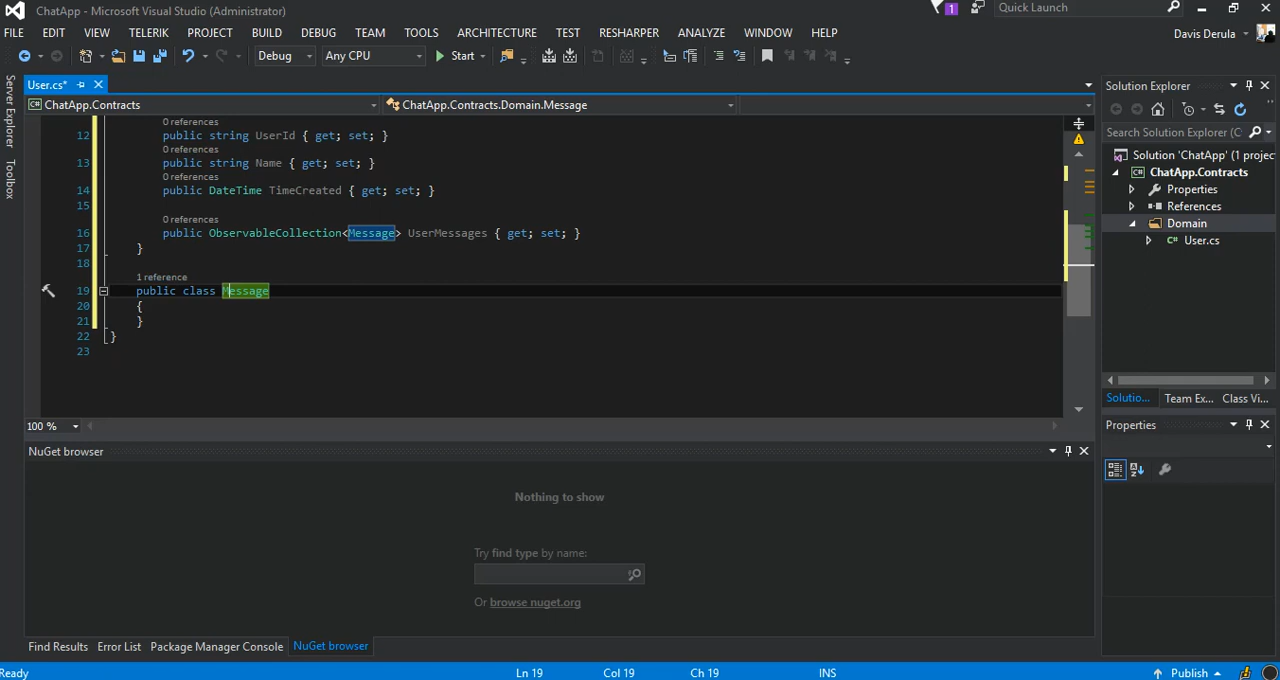 ChatApp - Microsoft Visual Studio (Administrator)
1
Quick Launch
FILE EDIT VIEW TELERIK PROJECT BUILD DEBUG TEAM TOOLS ARCHITECTURE TEST RESHARPER ANALYZE WINDOW HELP
Davis Derula
Debug
Any CPU
Start
Server Explorer
Toolbox
User.cs*
ChatApp.Contracts
ChatApp.Contracts.Domain.Message
0 references
12 public string UserId { get; set; }
0 references
13 public string Name { get; set; }
0 references
14 public DateTime TimeCreated { get; set; }
15
0 references
16 public ObservableCollection<Message> UserMessages { get; set; }
17 }
18
1 reference
19 public class Message
20 {
21 }
22 }
23
100 %
NuGet browser
Nothing to show
Try find type by name:
Or browse nuget.org
Find Results Error List Package Manager Console NuGet browser
Solution Explorer
Search Solution Explorer (C
Solution 'ChatApp' (1 projec
C# ChatApp.Contracts
Properties
References
Domain
C# User.cs
Solutio... Team Ex... Class Vi...
Properties
Ready
Ln 19
Col 19
Ch 19
INS
Publish